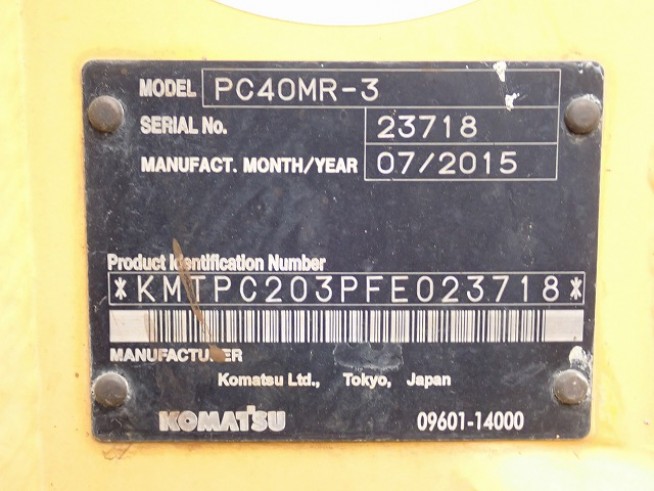 MODEL PC40MR-3
SERIAL No. 23718
MANUFACT. MONTH/YEAR 07/2015
Product Identification Number
*KMTPC203PFE023718*
MANUFACTURER
Komatsu Ltd., Tokyo, Japan
KOMATSU 09601-14000